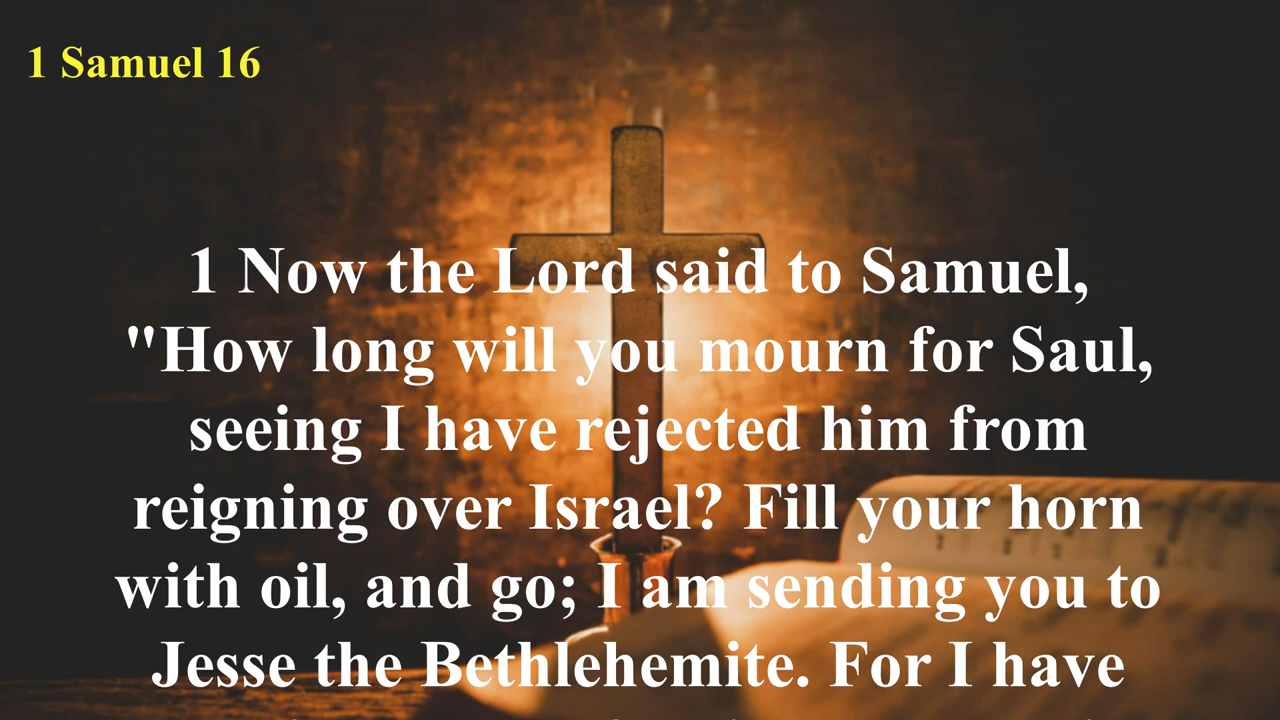 1 Samuel 16
1 Now the Lord said to Samuel,
"How long will you mourn for Saul,
seeing I have rejected him from
reigning over Israel? Fill your horn
with oil, and go; I am sending you to
Jesse the Bethlehemite. For I have